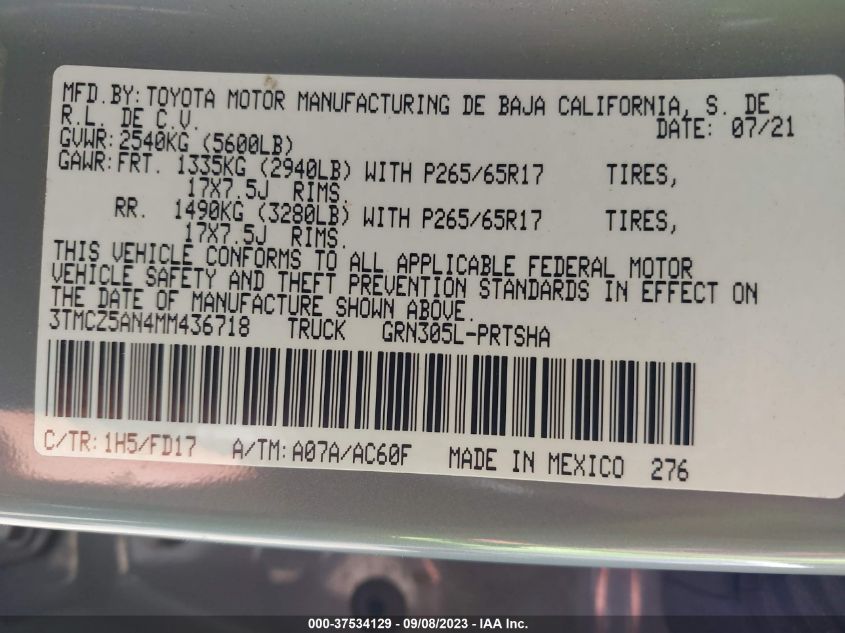 MFD.BY: TOYOTA MOTOR MANUFACTURING DE BAJA CALIFORNIA, S. DE
R.L. DE C.V. DATE: 07/21
GVWR: 2540KG (5600LB)
GAWR: FRT. 1335KG (2940LB) WITH P265/65R17 TIRES,
17X7.5J RIMS.
RR. 1490KG (3280LB) WITH P265/65R17 TIRES,
17X7.5J RIMS.
THIS VEHICLE CONFORMS TO ALL APPLICABLE FEDERAL MOTOR
VEHICLE SAFETY AND THEFT PREVENTION STANDARDS IN EFFECT ON
THE DATE OF MANUFACTURE SHOWN ABOVE.
3TMCZ5AN4MM436718 TRUCK GRN305L-PRTSHA
C/TR: 1H5/FD17 A/TM: A07A/AC60F MADE IN MEXICO 276
000-37534129 - 09/08/2023 - IAA Inc.